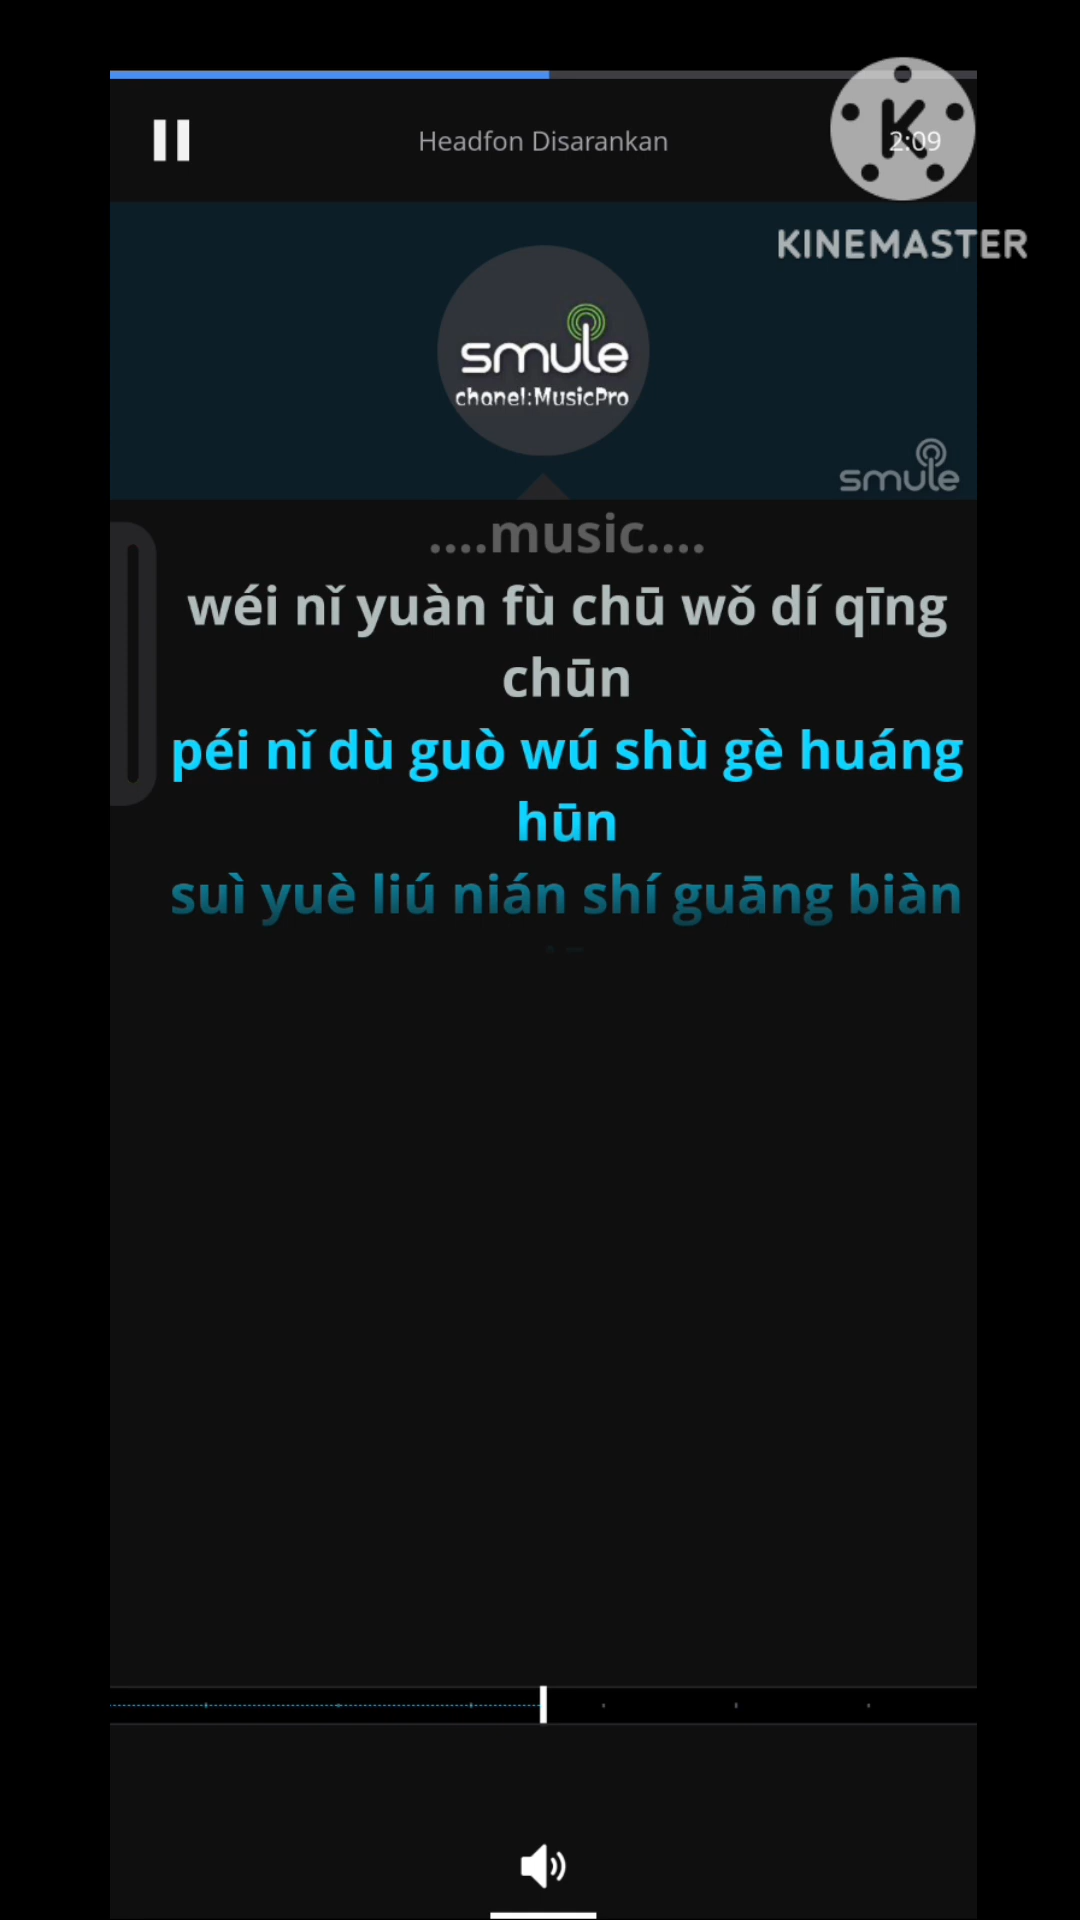 Headfon Disarankan
2:09
KINEMASTER
smule
chanel:MusicPro
smule
....music....
wéi nǐ yuàn fù chū wǒ dí qīng
chūn
péi nǐ dù guò wú shù gè huáng
hūn
suì yuè liú nián shí guāng biàn